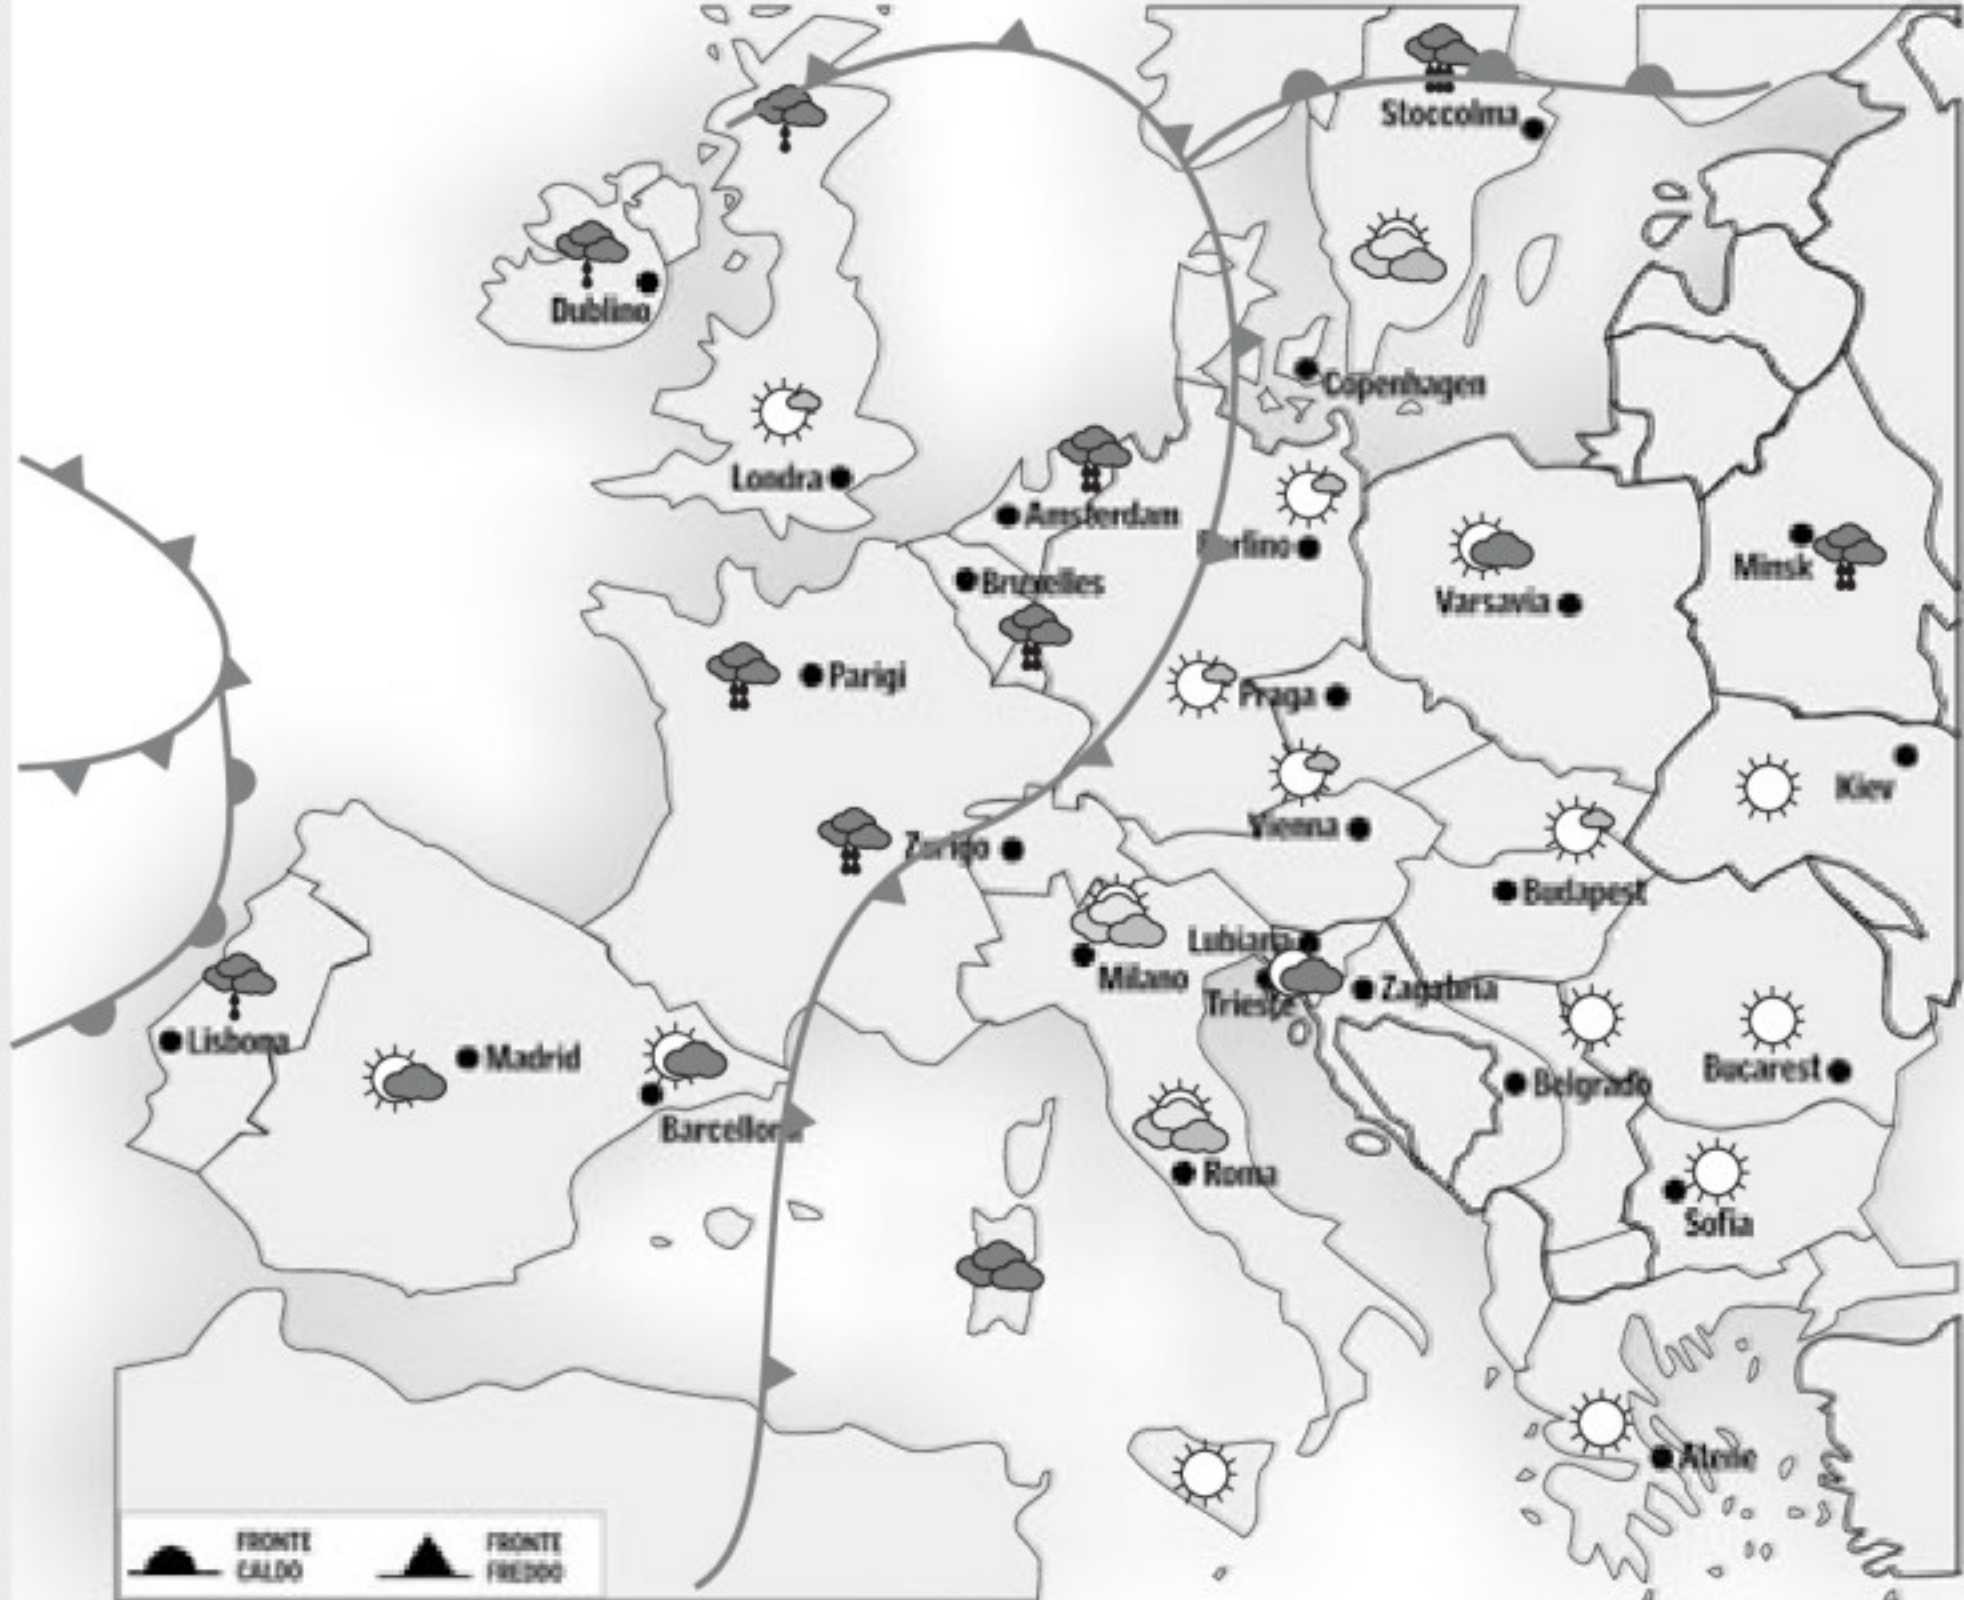 Stoccolma
Dublino
Copenhagen
Londra
Amsterdam
Berlino
Bruxelles
Minsk
Varsavia
Parigi
Praga
Kiev
Vienna
Zurigo
Budapest
Lubiana
Milano
Trieste
Zagabria
Lisbona
Madrid
Bucarest
Belgrado
Barcellona
Roma
Sofia
Atene
FRONTE
CALDO
FRONTE
FREDDO